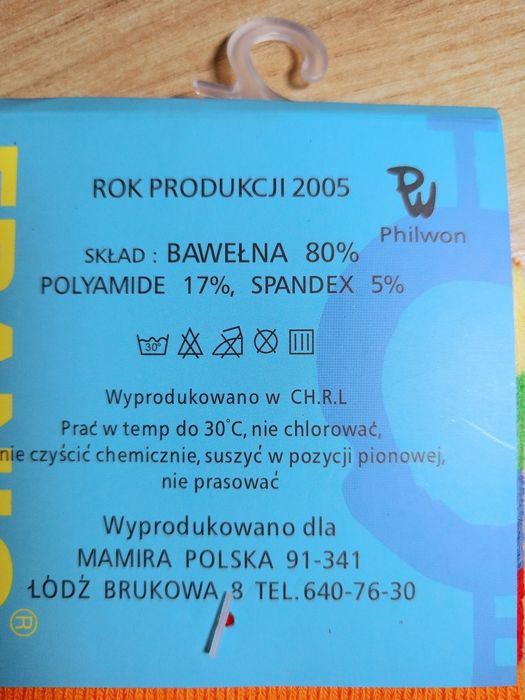 ROK PRODUKCJI 2005
PW
Philwon
SKŁAD : BAWEŁNA 80%
POLYAMIDE 17%, SPANDEX 5%
30°
Wyprodukowano w CH.R.L
Prać w temp do 30°C, nie chlorować,
nie czyścić chemicznie, suszyć w pozycji pionowej,
nie prasować
Wyprodukowano dla
MAMIRA POLSKA 91-341
ŁÓDŹ BRUKOWA 8 TEL. 640-76-30
®